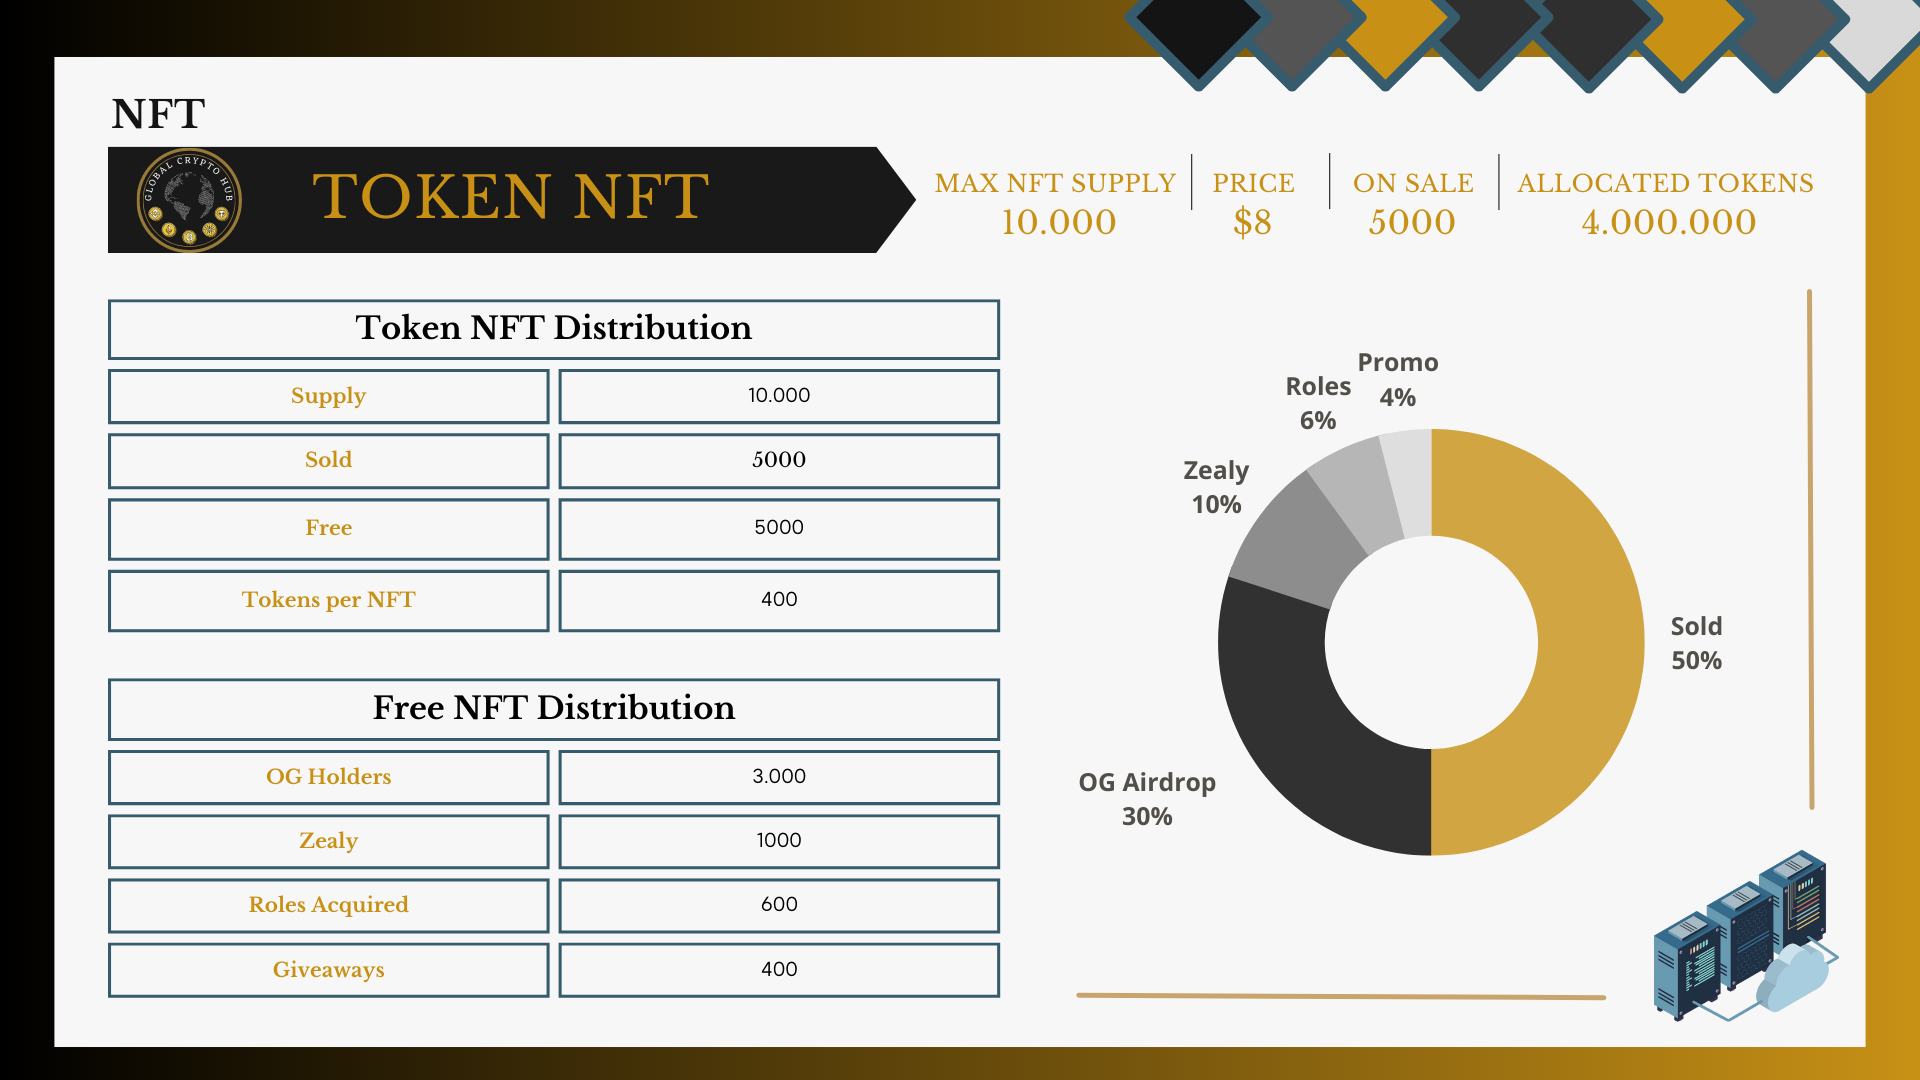 NFT
GLOBAL CRYPTO HUB
TOKEN NFT
MAX NFT SUPPLY
10.000
PRICE
$8
ON SALE
5000
ALLOCATED TOKENS
4.000.000
Token NFT Distribution
Supply 10.000
Sold 5000
Free 5000
Tokens per NFT 400
Free NFT Distribution
OG Holders 3.000
Zealy 1000
Roles Acquired 600
Giveaways 400
Promo
4%
Roles
6%
Zealy
10%
Sold
50%
OG Airdrop
30%